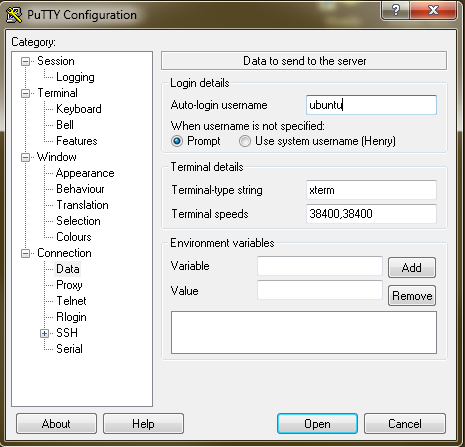 PuTTY Configuration
?
Category:
Session
Logging
Terminal
Keyboard
Bell
Features
Window
Appearance
Behaviour
Translation
Selection
Colours
Connection
Data
Proxy
Telnet
Rlogin
SSH
Serial
Data to send to the server
Login details
Auto-login username ubuntu
When username is not specified:
Prompt Use system username (Henry)
Terminal details
Terminal-type string xterm
Terminal speeds 38400,38400
Environment variables
Variable Add
Value Remove
About Help Open Cancel